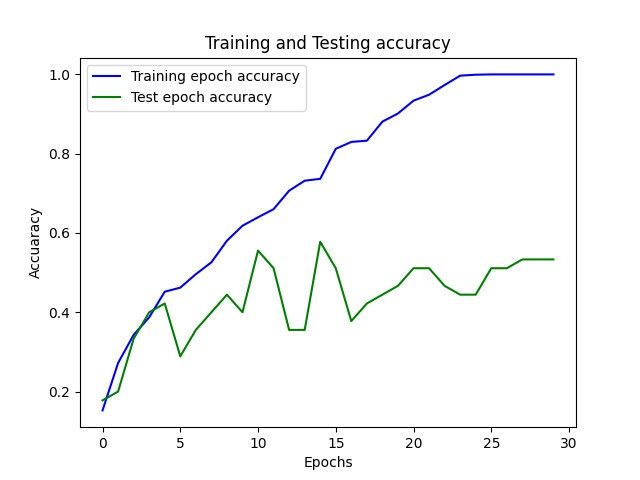 Training and Testing accuracy
Training epoch accuracy
Test epoch accuracy
Accuaracy
1.0
0.8
0.6
0.4
0.2
0 5 10 15 20 25 30
Epochs